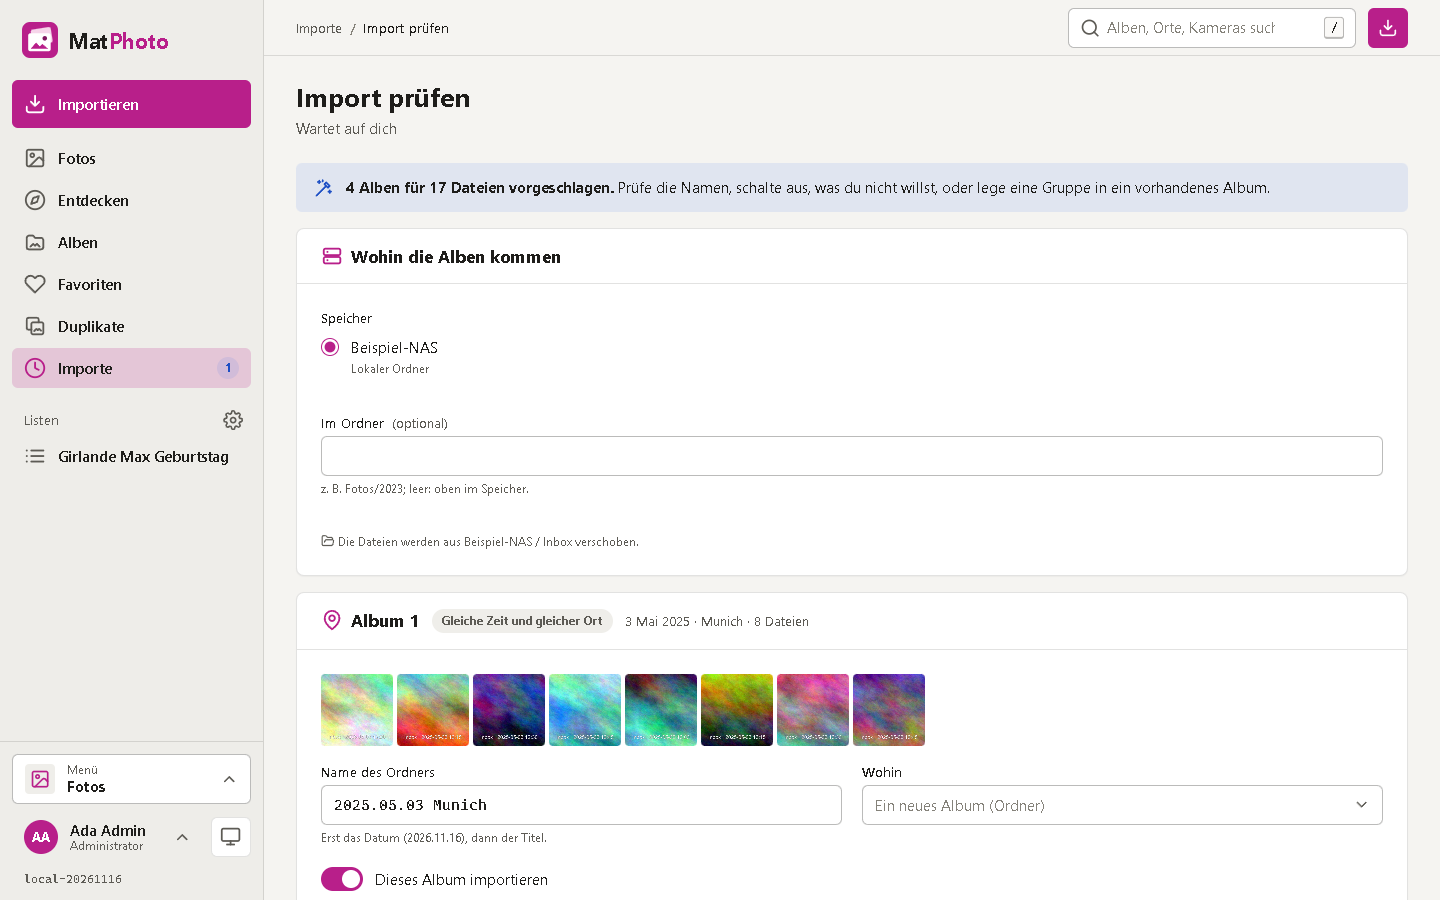 MatPhoto
Importieren
Fotos
Entdecken
Alben
Favoriten
Duplikate
Importe 1
Listen
Girlande Max Geburtstag
Menü
Fotos
AA
Ada Admin
Administrator
local-20261116
Importe / Import prüfen
Alben, Orte, Kameras such /
Import prüfen
Wartet auf dich
4 Alben für 17 Dateien vorgeschlagen. Prüfe die Namen, schalte aus, was du nicht willst, oder lege eine Gruppe in ein vorhandenes Album.
Wohin die Alben kommen
Speicher
Beispiel-NAS
Lokaler Ordner
Im Ordner (optional)
z. B. Fotos/2023; leer: oben im Speicher.
Die Dateien werden aus Beispiel-NAS / Inbox verschoben.
Album 1 Gleiche Zeit und gleicher Ort 3 Mai 2025 · Munich · 8 Dateien
Name des Ordners
2025.05.03 Munich
Erst das Datum (2026.11.16), dann der Titel.
Wohin
Ein neues Album (Ordner)
Dieses Album importieren